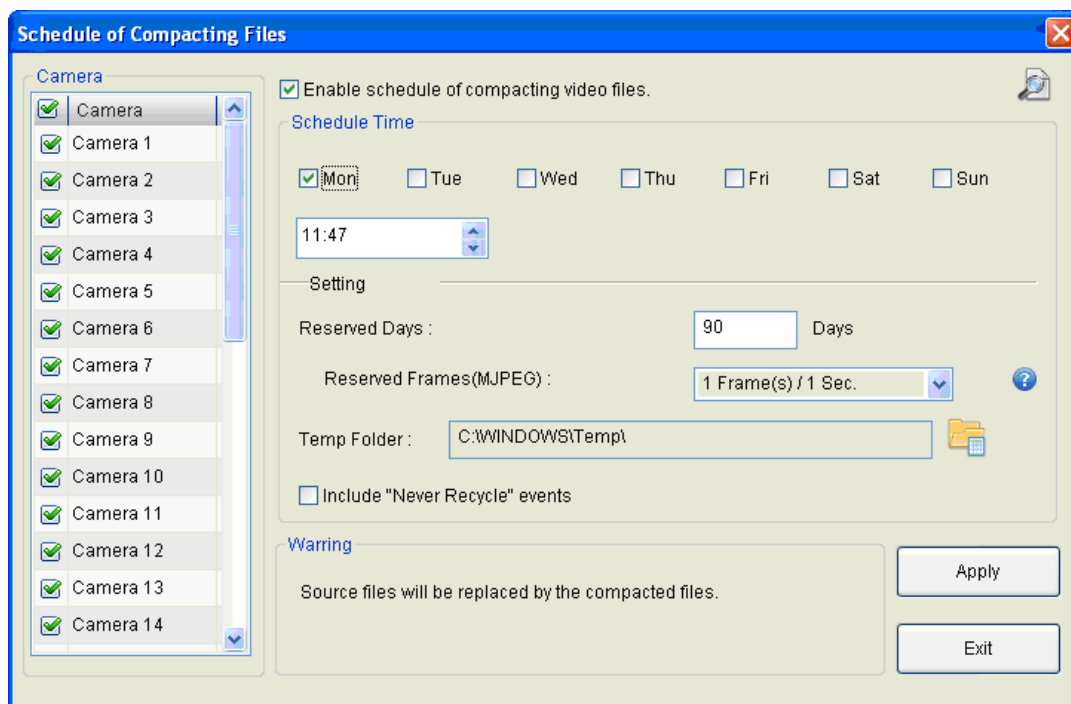 Schedule of Compacting Files
Camera
Camera
Camera 1
Camera 2
Camera 3
Camera 4
Camera 5
Camera 6
Camera 7
Camera 8
Camera 9
Camera 10
Camera 11
Camera 12
Camera 13
Camera 14
Enable schedule of compacting video files.
Schedule Time
Mon Tue Wed Thu Fri Sat Sun
11:47
Setting
Reserved Days : 90 Days
Reserved Frames(MJPEG) : 1 Frame(s) / 1 Sec. ?
Temp Folder : C:\WINDOWS\Temp\
Include "Never Recycle" events
Warring
Source files will be replaced by the compacted files.
Apply
Exit